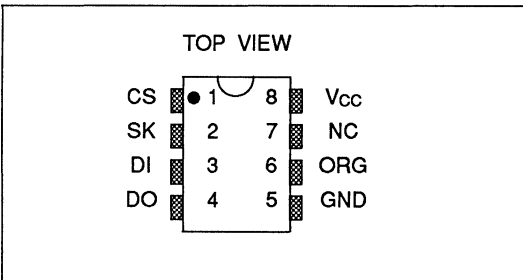 TOP VIEW
CS 1 8 Vcc
SK 2 7 NC
DI 3 6 ORG
DO 4 5 GND